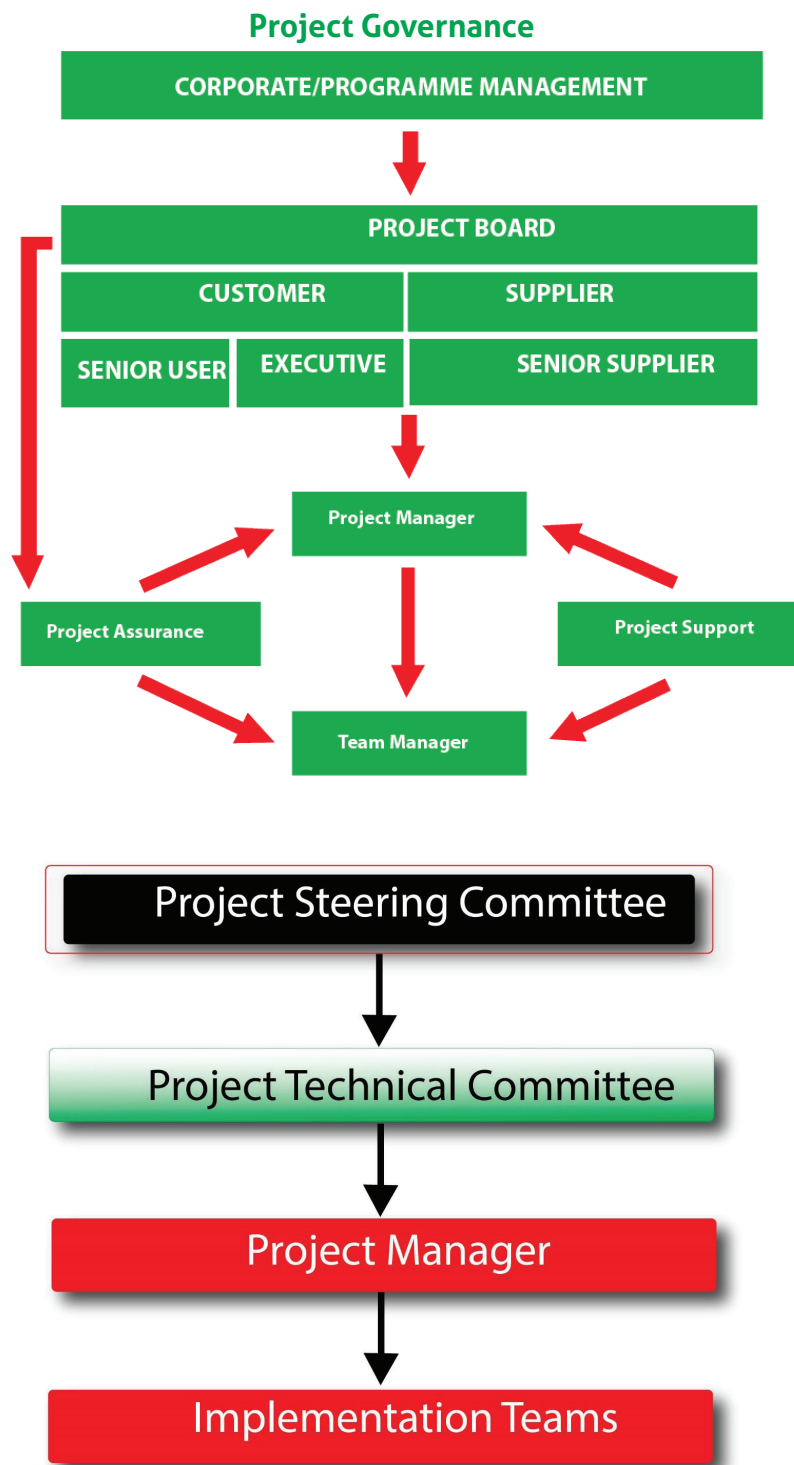 Project Governance
CORPORATE/PROGRAMME MANAGEMENT
PROJECT BOARD
CUSTOMER
SUPPLIER
SENIOR USER
EXECUTIVE
SENIOR SUPPLIER
Project Manager
Project Assurance
Project Support
Team Manager
Project Steering Committee
Project Technical Committee
Project Manager
Implementation Teams